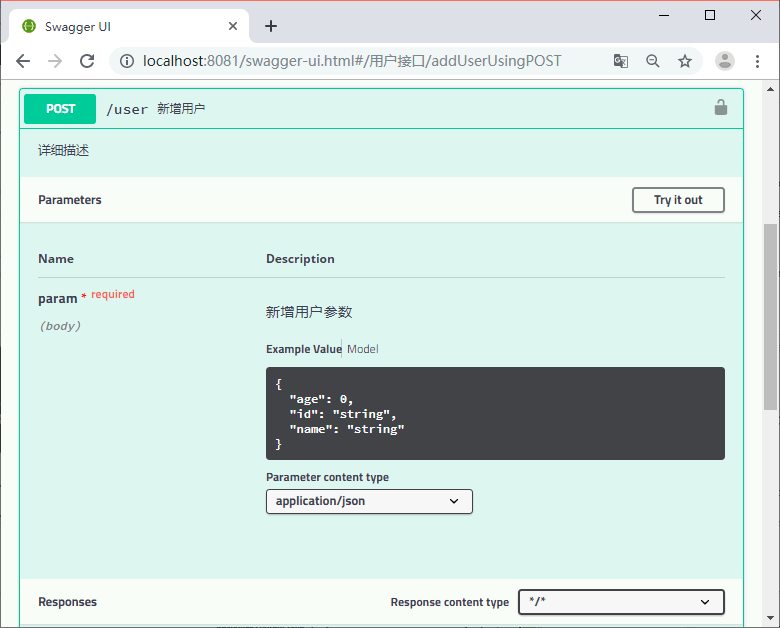 Swagger UI
localhost:8081/swagger-ui.html#/用户接口/addUserUsingPOST
POST /user 新增用户
详细描述
Parameters Try it out
Name Description
param * required
(body)
新增用户参数
Example Value Model
{
"age": 0,
"id": "string",
"name": "string"
}
Parameter content type
application/json
Responses Response content type */*